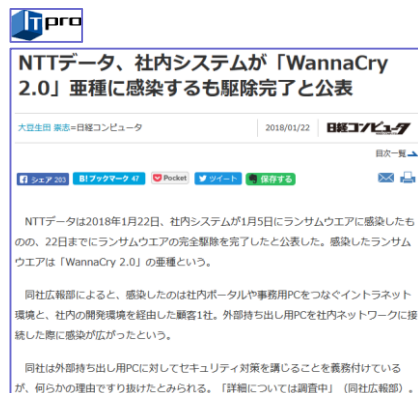 ITpro
NTTデータ、社内システムが「WannaCry
2.0」亜種に感染するも駆除完了と公表
大豆生田 崇志=日経コンピュータ
2018/01/22
日経コンピュータ
目次一覧
シェア 203
B! ブックマーク 47
Pocket
ツイート
保存する
NTTデータは2018年1月22日、社内システムが1月5日にランサムウエアに感染したも
のの、22日までにランサムウエアの完全駆除を完了したと公表した。感染したランサム
ウエアは「WannaCry 2.0」の亜種という。
同社広報部によると、感染したのは社内ポータルや事務用PCをつなぐイントラネット
環境と、社内の開発環境を経由した顧客1社。外部持ち出し用PCを社内ネットワークに接
続した際に感染が広がったという。
同社は外部持ち出し用PCに対してセキュリティ対策を講じることを義務付けている
が、何らかの理由ですり抜けたとみられる。「詳細については調査中」（同社広報部）。